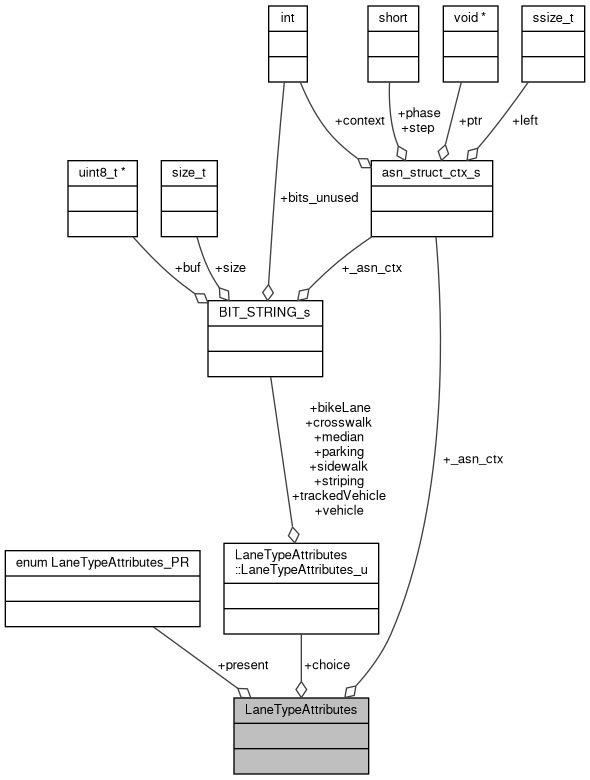 int
short
void *
ssize_t
+context
+phase
+step
+ptr
+left
uint8_t *
size_t
asn_struct_ctx_s
+bits_unused
+buf
+size
+_asn_ctx
BIT_STRING_s
+bikeLane
+crosswalk
+median
+parking
+sidewalk
+striping
+trackedVehicle
+vehicle
+_asn_ctx
enum LaneTypeAttributes_PR
LaneTypeAttributes
::LaneTypeAttributes_u
+present
+choice
LaneTypeAttributes